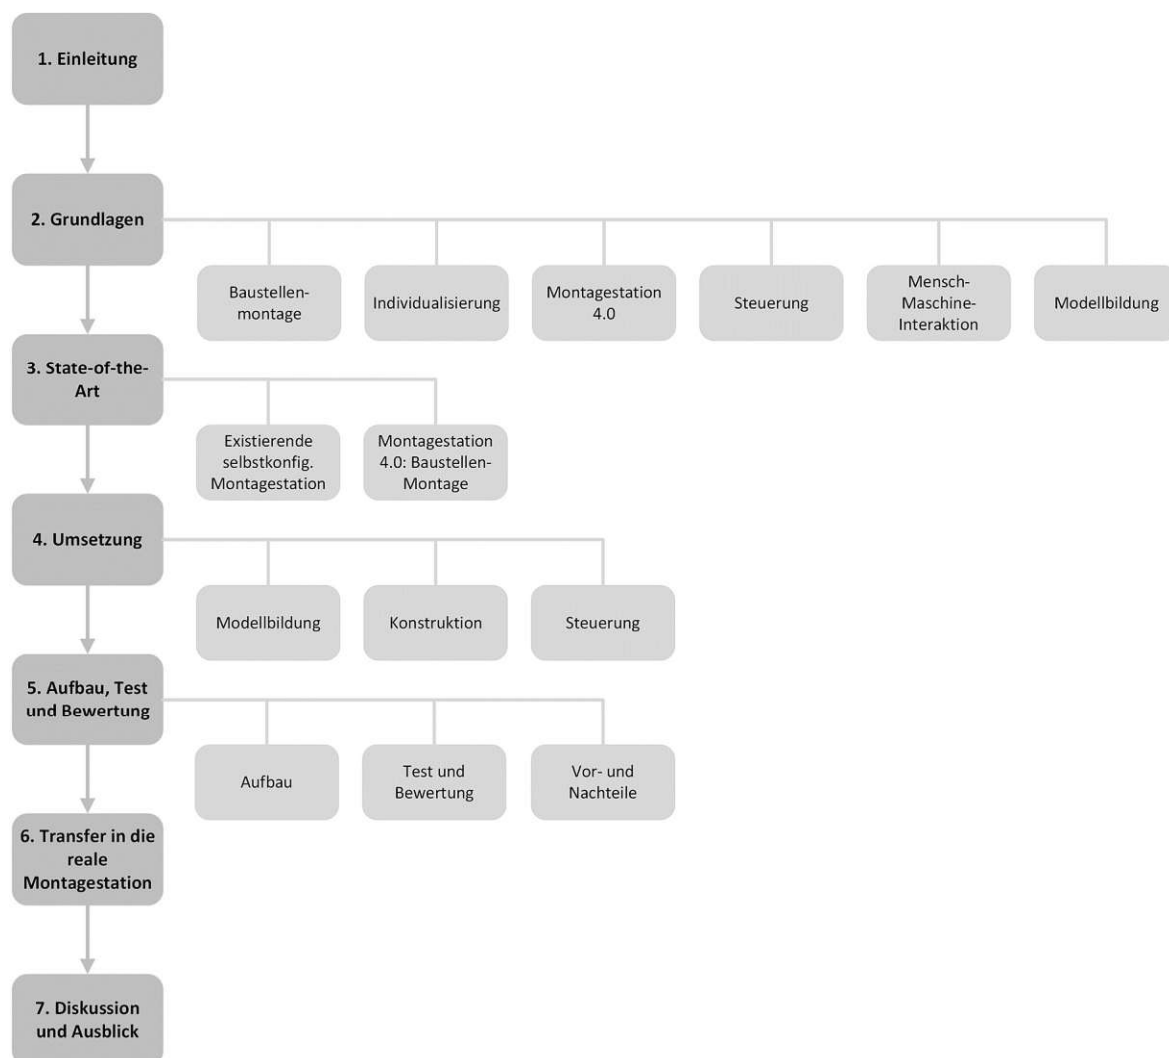 1. Einleitung
2. Grundlagen
Baustellen-
montage
Individualisierung
Montagestation
4.0
Steuerung
Mensch-
Maschine-
Interaktion
Modellbildung
3. State-of-the-
Art
Existierende
selbstkonfig.
Montagestation
Montagestation
4.0: Baustellen-
Montage
4. Umsetzung
Modellbildung
Konstruktion
Steuerung
5. Aufbau, Test
und Bewertung
Aufbau
Test und
Bewertung
Vor- und
Nachteile
6. Transfer in die
reale
Montagestation
7. Diskussion
und Ausblick